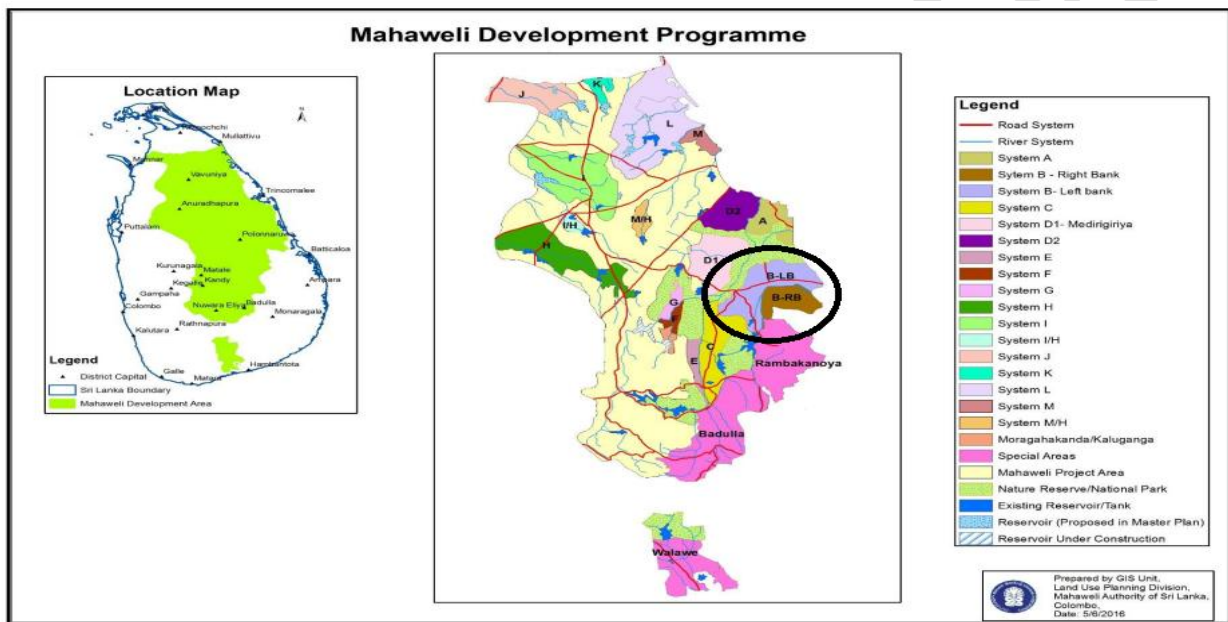 Mahaweli Development Programme
Location Map
N
Mullattivu
Mannar
Vavuniya
Trincomalee
Anuradhapura
Puttalam
Polonnaruwa
Batticaloa
Kurunagala
Matale
Kegalle
Kandy
Ampara
Gampaha
Colombo
Nuwara Eliya
Badulla
Monaragala
Kalutara
Rathnapura
Galle
Matara
Hambantota
Legend
District Capital
Sri Lanka Boundary
Mahaweli Development Area
J
K
L
M
I/H
M/H
D2
A
H
D1
B-LB
B-RB
G
F
C
E
Rambakanoya
Badulla
Walawe
Legend
Road System
River System
System A
Sytem B - Right Bank
System B- Left bank
System C
System D1- Medirigiriya
System D2
System E
System F
System G
System H
System I
System I/H
System J
System K
System L
System M
System M/H
Moragahakanda/Kaluganga
Special Areas
Mahaweli Project Area
Nature Reserve/National Park
Existing Reservoir/Tank
Reservoir (Proposed in Master Plan)
Reservoir Under Construction
Prepared by GIS Unit,
Land Use Planning Division,
Mahaweli Authority of Sri Lanka,
Colombo,
Date: 5/6/2016